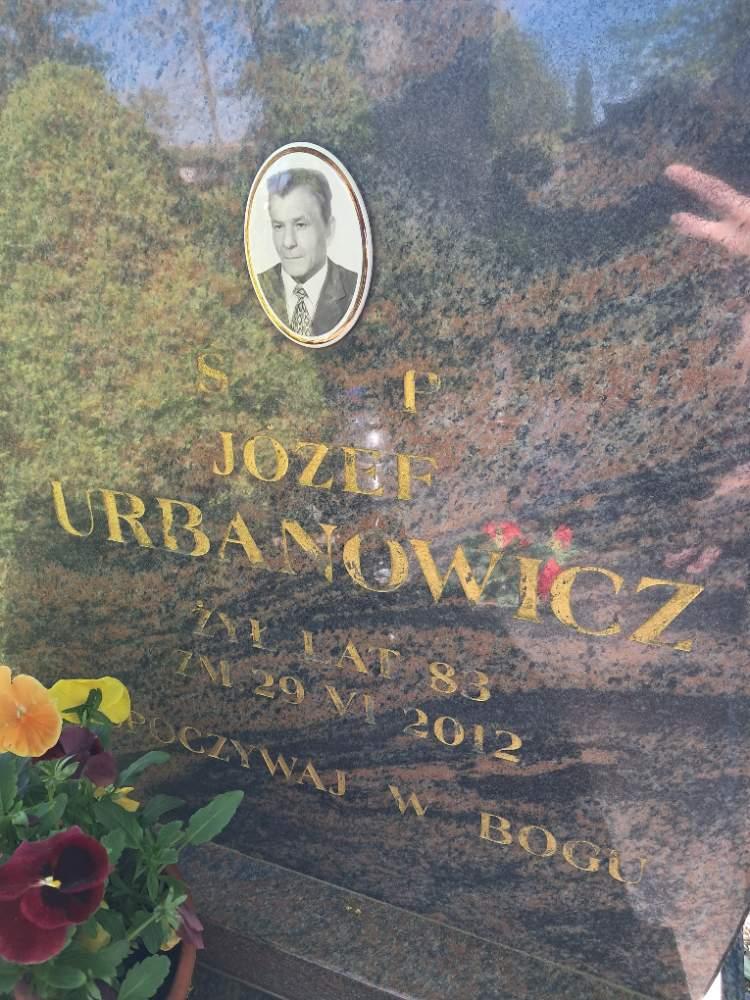 Ś P
JÓZEF
URBANOWICZ
ŻYŁ LAT 83
ZM 29 VI 2012
SPOCZYWAJ W BOGU